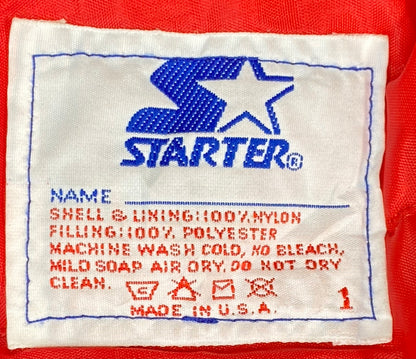 STARTER®
NAME
SHELL & LINING: 100% NYLON
FILLING: 100% POLYESTER
MACHINE WASH COLD, NO BLEACH,
MILD SOAP AIR DRY. DO NOT DRY
CLEAN.
1
MADE IN U.S.A.